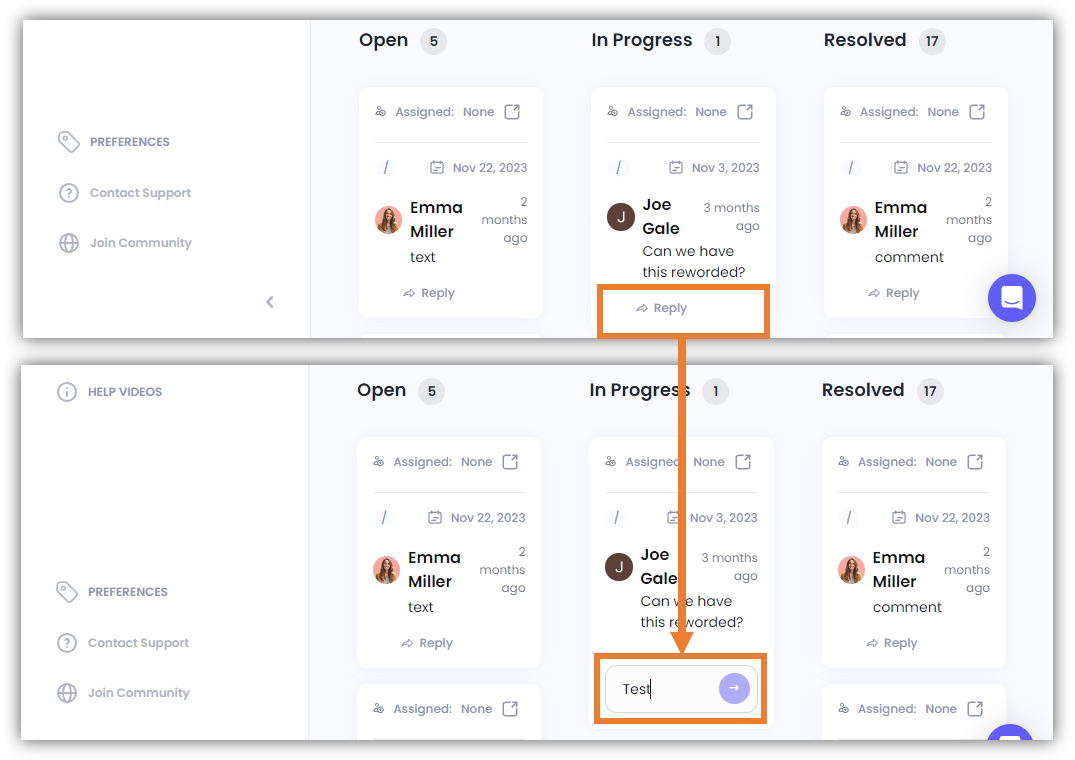 Open 5
In Progress 1
Resolved 17
Assigned: None
Assigned: None
Assigned: None
PREFERENCES
/ Nov 22, 2023
/ Nov 3, 2023
/ Nov 22, 2023
Contact Support
Emma Miller
2 months ago
text
Reply
J
Joe Gale
3 months ago
Can we have
this reworded?
Reply
Emma Miller
2 months ago
comment
Reply
Join Community
HELP VIDEOS
Open 5
In Progress 1
Resolved 17
Assigned: None
Assigned: None
Assigned: None
/ Nov 22, 2023
/ Nov 3, 2023
/ Nov 22, 2023
Emma Miller
2 months ago
text
Reply
J
Joe Gale
3 months ago
Can we have
this reworded?
Test
Emma Miller
2 months ago
comment
Reply
PREFERENCES
Contact Support
Join Community
Assigned: None
Assigned: None